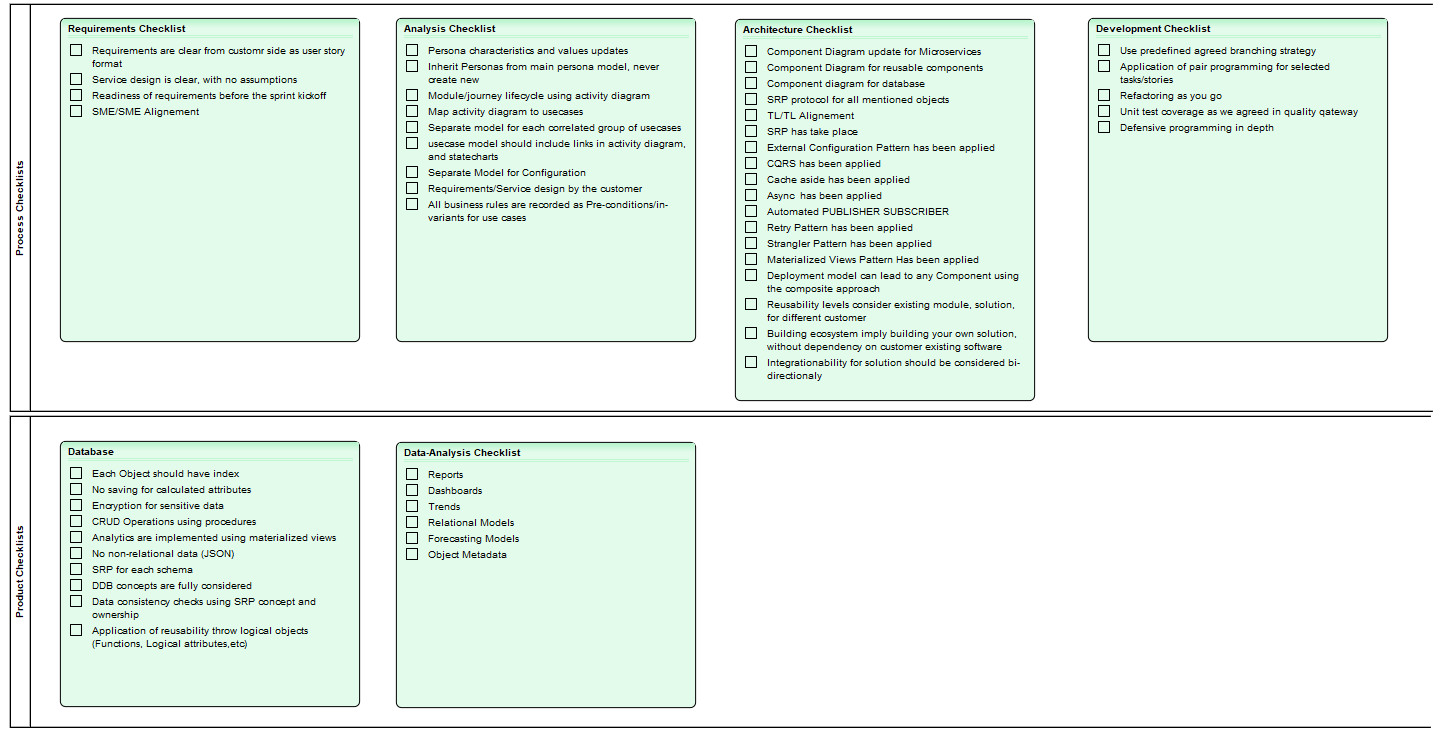 Process Checklists
Requirements Checklist
Requirements are clear from customr side as user story
format
Service design is clear, with no assumptions
Readiness of requirements before the sprint kickoff
SME/SME Alignement
Analysis Checklist
Persona characteristics and values updates
Inherit Personas from main persona model, never
create new
Module/journey lifecycle using activity diagram
Map activity diagram to usecases
Separate model for each correlated group of usecases
usecase model should include links in activity diagram,
and statecharts
Separate Model for Configuration
Requirements/Service design by the customer
All business rules are recorded as Pre-conditions/in-
variants for use cases
Architecture Checklist
Component Diagram update for Microservices
Component Diagram for reusable components
Component diagram for database
SRP protocol for all mentioned objects
TL/TL Alignement
SRP has take place
External Configuration Pattern has been applied
CQRS has been applied
Cache aside has been applied
Async has been applied
Automated PUBLISHER SUBSCRIBER
Retry Pattern has been applied
Strangler Pattern has been applied
Materialized Views Pattern Has been applied
Deployment model can lead to any Component using
the composite approach
Reusability levels consider existing module, solution,
for different customer
Building ecosystem imply building your own solution,
without dependency on customer existing software
Integrationability for solution should be considered bi-
directionaly
Development Checklist
Use predefined agreed branching strategy
Application of pair programming for selected
tasks/stories
Refactoring as you go
Unit test coverage as we agreed in quality qateway
Defensive programming in depth
Product Checklists
Database
Each Object should have index
No saving for calculated attributes
Encryption for sensitive data
CRUD Operations using procedures
Analytics are implemented using materialized views
No non-relational data (JSON)
SRP for each schema
DDB concepts are fully considered
Data consistency checks using SRP concept and
ownership
Application of reusability throw logical objects
(Functions, Logical attributes,etc)
Data-Analysis Checklist
Reports
Dashboards
Trends
Relational Models
Forecasting Models
Object Metadata